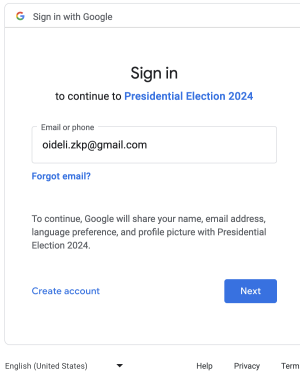 Sign in with Google
Sign in
to continue to Presidential Election 2024
Email or phone
oideli.zkp@gmail.com
Forgot email?
To continue, Google will share your name, email address,
language preference, and profile picture with Presidential
Election 2024.
Create account
Next
English (United States)
Help
Privacy
Term